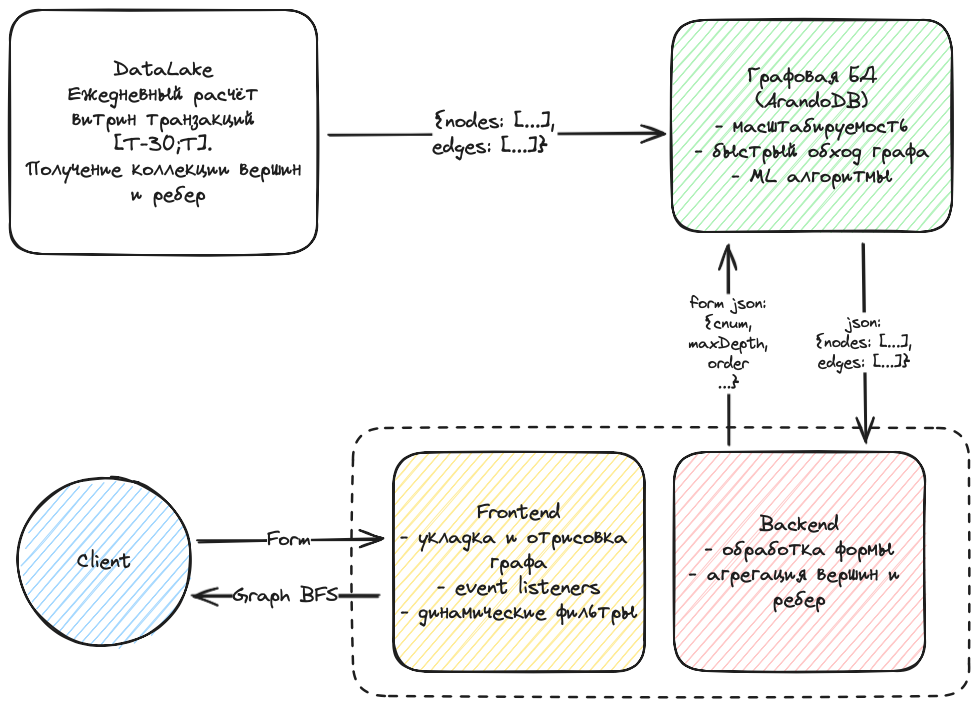 DataLake
Ежедневный расчёт
витрин транзакций
[T-30;T].
Получение коллекции вершин
и ребер
{nodes: [...],
edges: [...]}
Графовая БД
(ArandoDB)
- масштабируемость
- быстрый обход графа
- ML алгоритмы
form json:
{cnum,
maxDepth,
order
...}
json:
{nodes: [...],
edges: [...]}
Client
Form
Graph BFS
Frontend
- укладка и отрисовка
графа
- event listeners
- динамические фильтры
Backend
- обработка формы
- агрегация вершин и
ребер